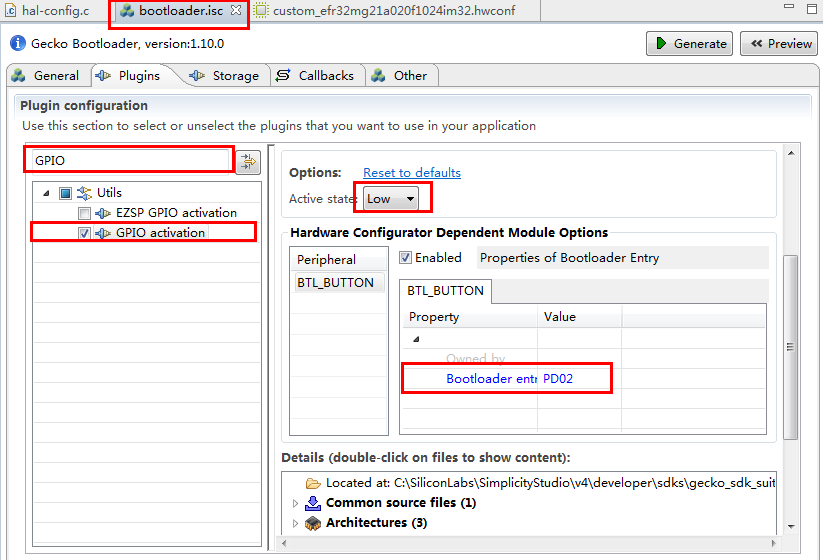 hal-config.c bootloader.isc custom_efr32mg21a020f1024im32.hwconf
Gecko Bootloader, version:1.10.0 Generate Preview
General Plugins Storage Callbacks Other
Plugin configuration
Use this section to select or unselect the plugins that you want to use in your application
GPIO
Utils
EZSP GPIO activation
GPIO activation
Options: Reset to defaults
Active state: Low
Hardware Configurator Dependent Module Options
Peripheral
BTL_BUTTON
Enabled Properties of Bootloader Entry
BTL_BUTTON
Property Value
Owned by
Bootloader entr PD02
Details (double-click on files to show content):
Located at: C:\SiliconLabs\SimplicityStudio\v4\developer\sdks\gecko_sdk_suit
Common source files (1)
Architectures (3)